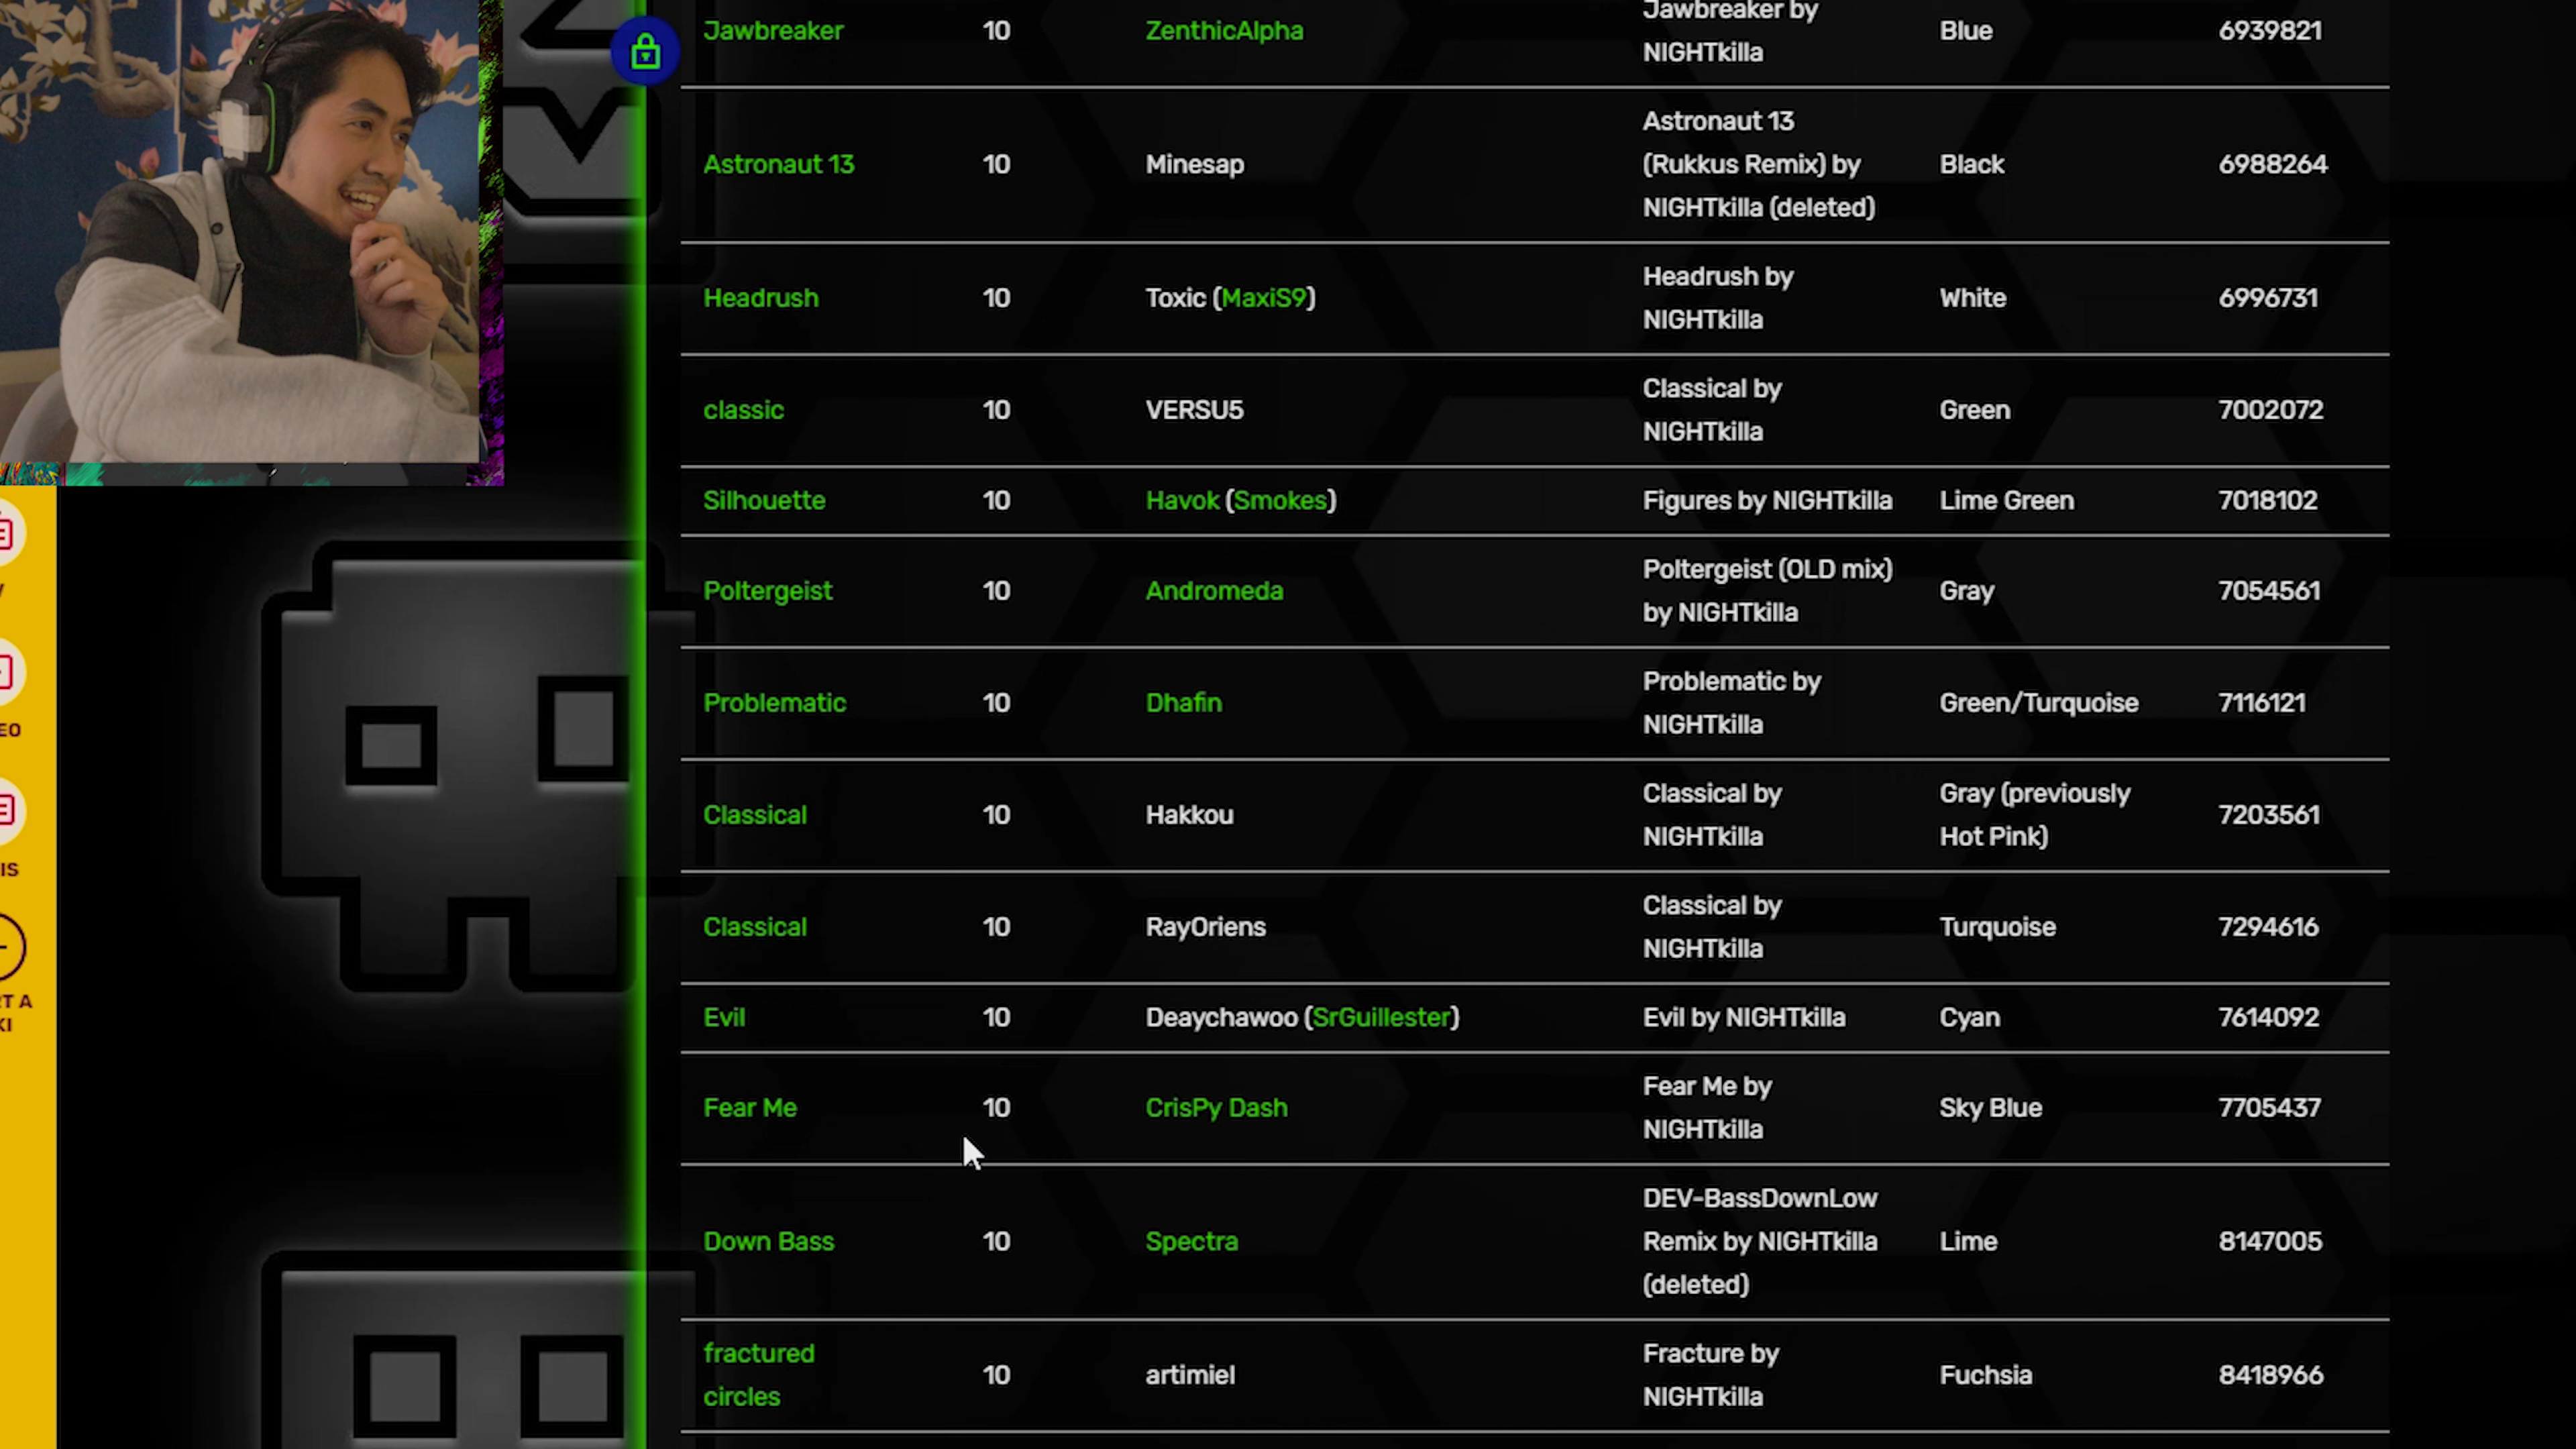 Jawbreaker 10 ZenthicAlpha Jawbreaker by Blue 6939821
NIGHTkilla
Astronaut 13
Astronaut 13 10 Minesap (Rukkus Remix) by Black 6988264
NIGHTkilla (deleted)
Headrush by
Headrush 10 Toxic (MaxiS9) White 6996731
NIGHTkilla
Classical by
classic 10 VERSU5 Green 7002072
NIGHTkilla
Silhouette 10 Havok (Smokes) Figures by NIGHTkilla Lime Green 7018102
Poltergeist (OLD mix)
Poltergeist 10 Andromeda Gray 7054561
by NIGHTkilla
EO
Problematic by
Problematic 10 Dhafin Green/Turquoise 7116121
NIGHTkilla
Classical by Gray (previously
Classical 10 Hakkou 7203561
NIGHTkilla Hot Pink)
IS
Classical by
Classical 10 RayOriens Turquoise 7294616
NIGHTkilla
RT A
KI
Evil 10 Deaychawoo (SrGuillester) Evil by NIGHTkilla Cyan 7614092
Fear Me by
Fear Me 10 CrisPy Dash Sky Blue 7705437
NIGHTkilla
DEV-BassDownLow
Down Bass 10 Spectra Remix by NIGHTkilla Lime 8147005
(deleted)
fractured Fracture by
10 artimiel Fuchsia 8418966
circles NIGHTkilla